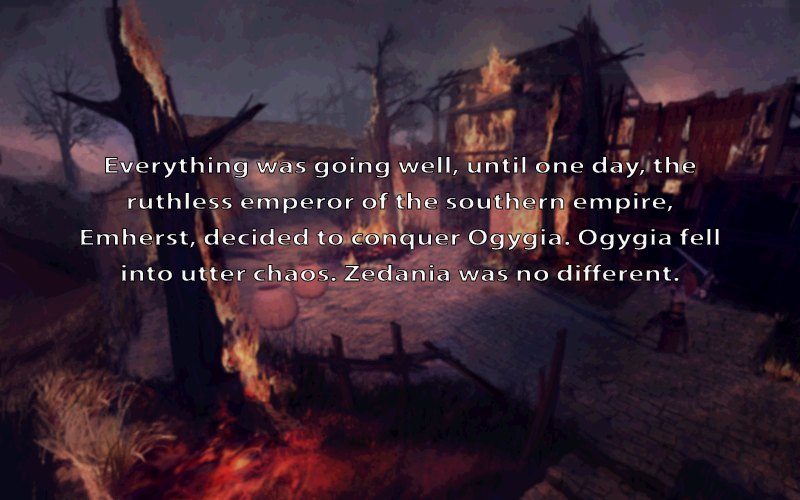 Everything was going well, until one day, the
ruthless emperor of the southern empire,
Emherst, decided to conquer Ogygia. Ogygia fell
into utter chaos. Zedania was no different.